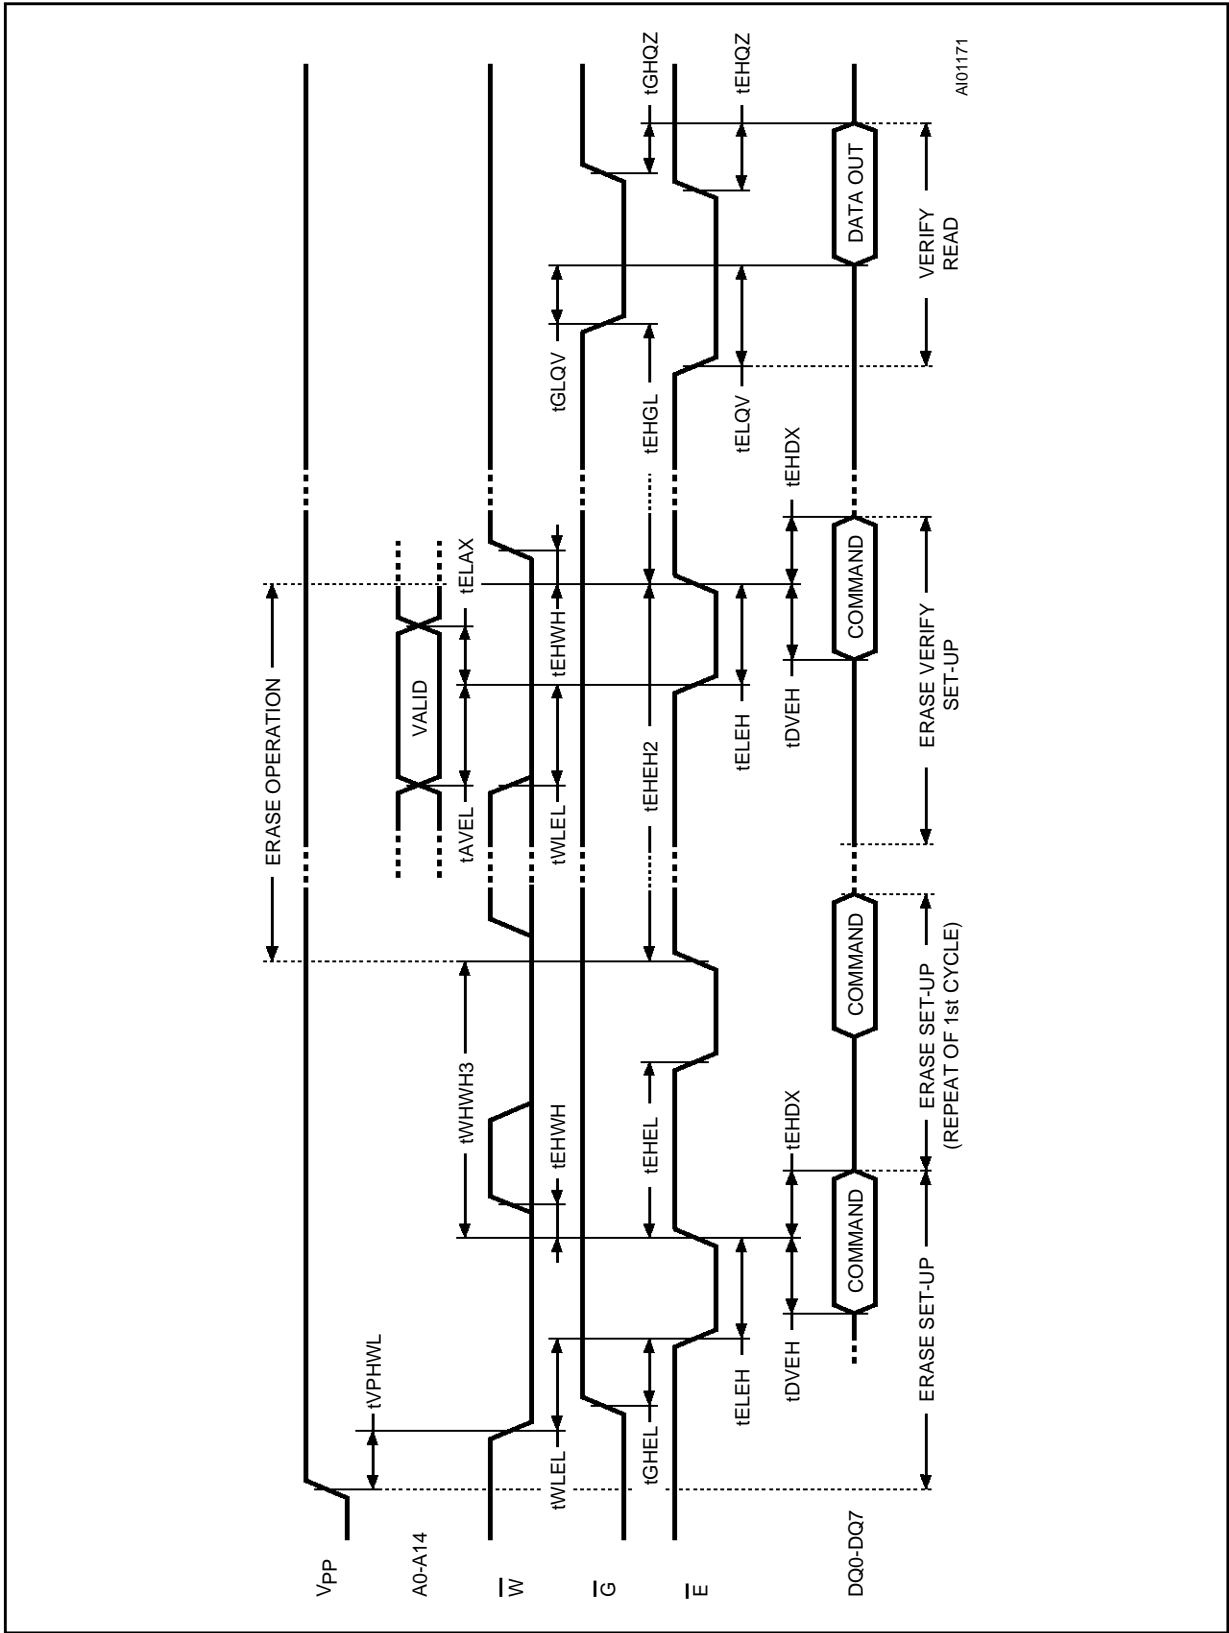 ERASE OPERATION
VPP
tVPHWL
A0-A14
VALID
tWHWH3
tAVEL
tELAX
W
tWLEL
tEHWH
tWLEL
tEHWH
tGLQV
G
tGHEL
tEHEL
tEHEH2
tEHGL
tGHQZ
E
tELEH
tELEH
tELQV
tEHQZ
tDVEH
tEHDX
tDVEH
tEHDX
DQ0-DQ7
COMMAND
COMMAND
COMMAND
DATA OUT
ERASE SET-UP
ERASE SET-UP
(REPEAT OF 1st CYCLE)
ERASE VERIFY
SET-UP
VERIFY
READ
AI01171